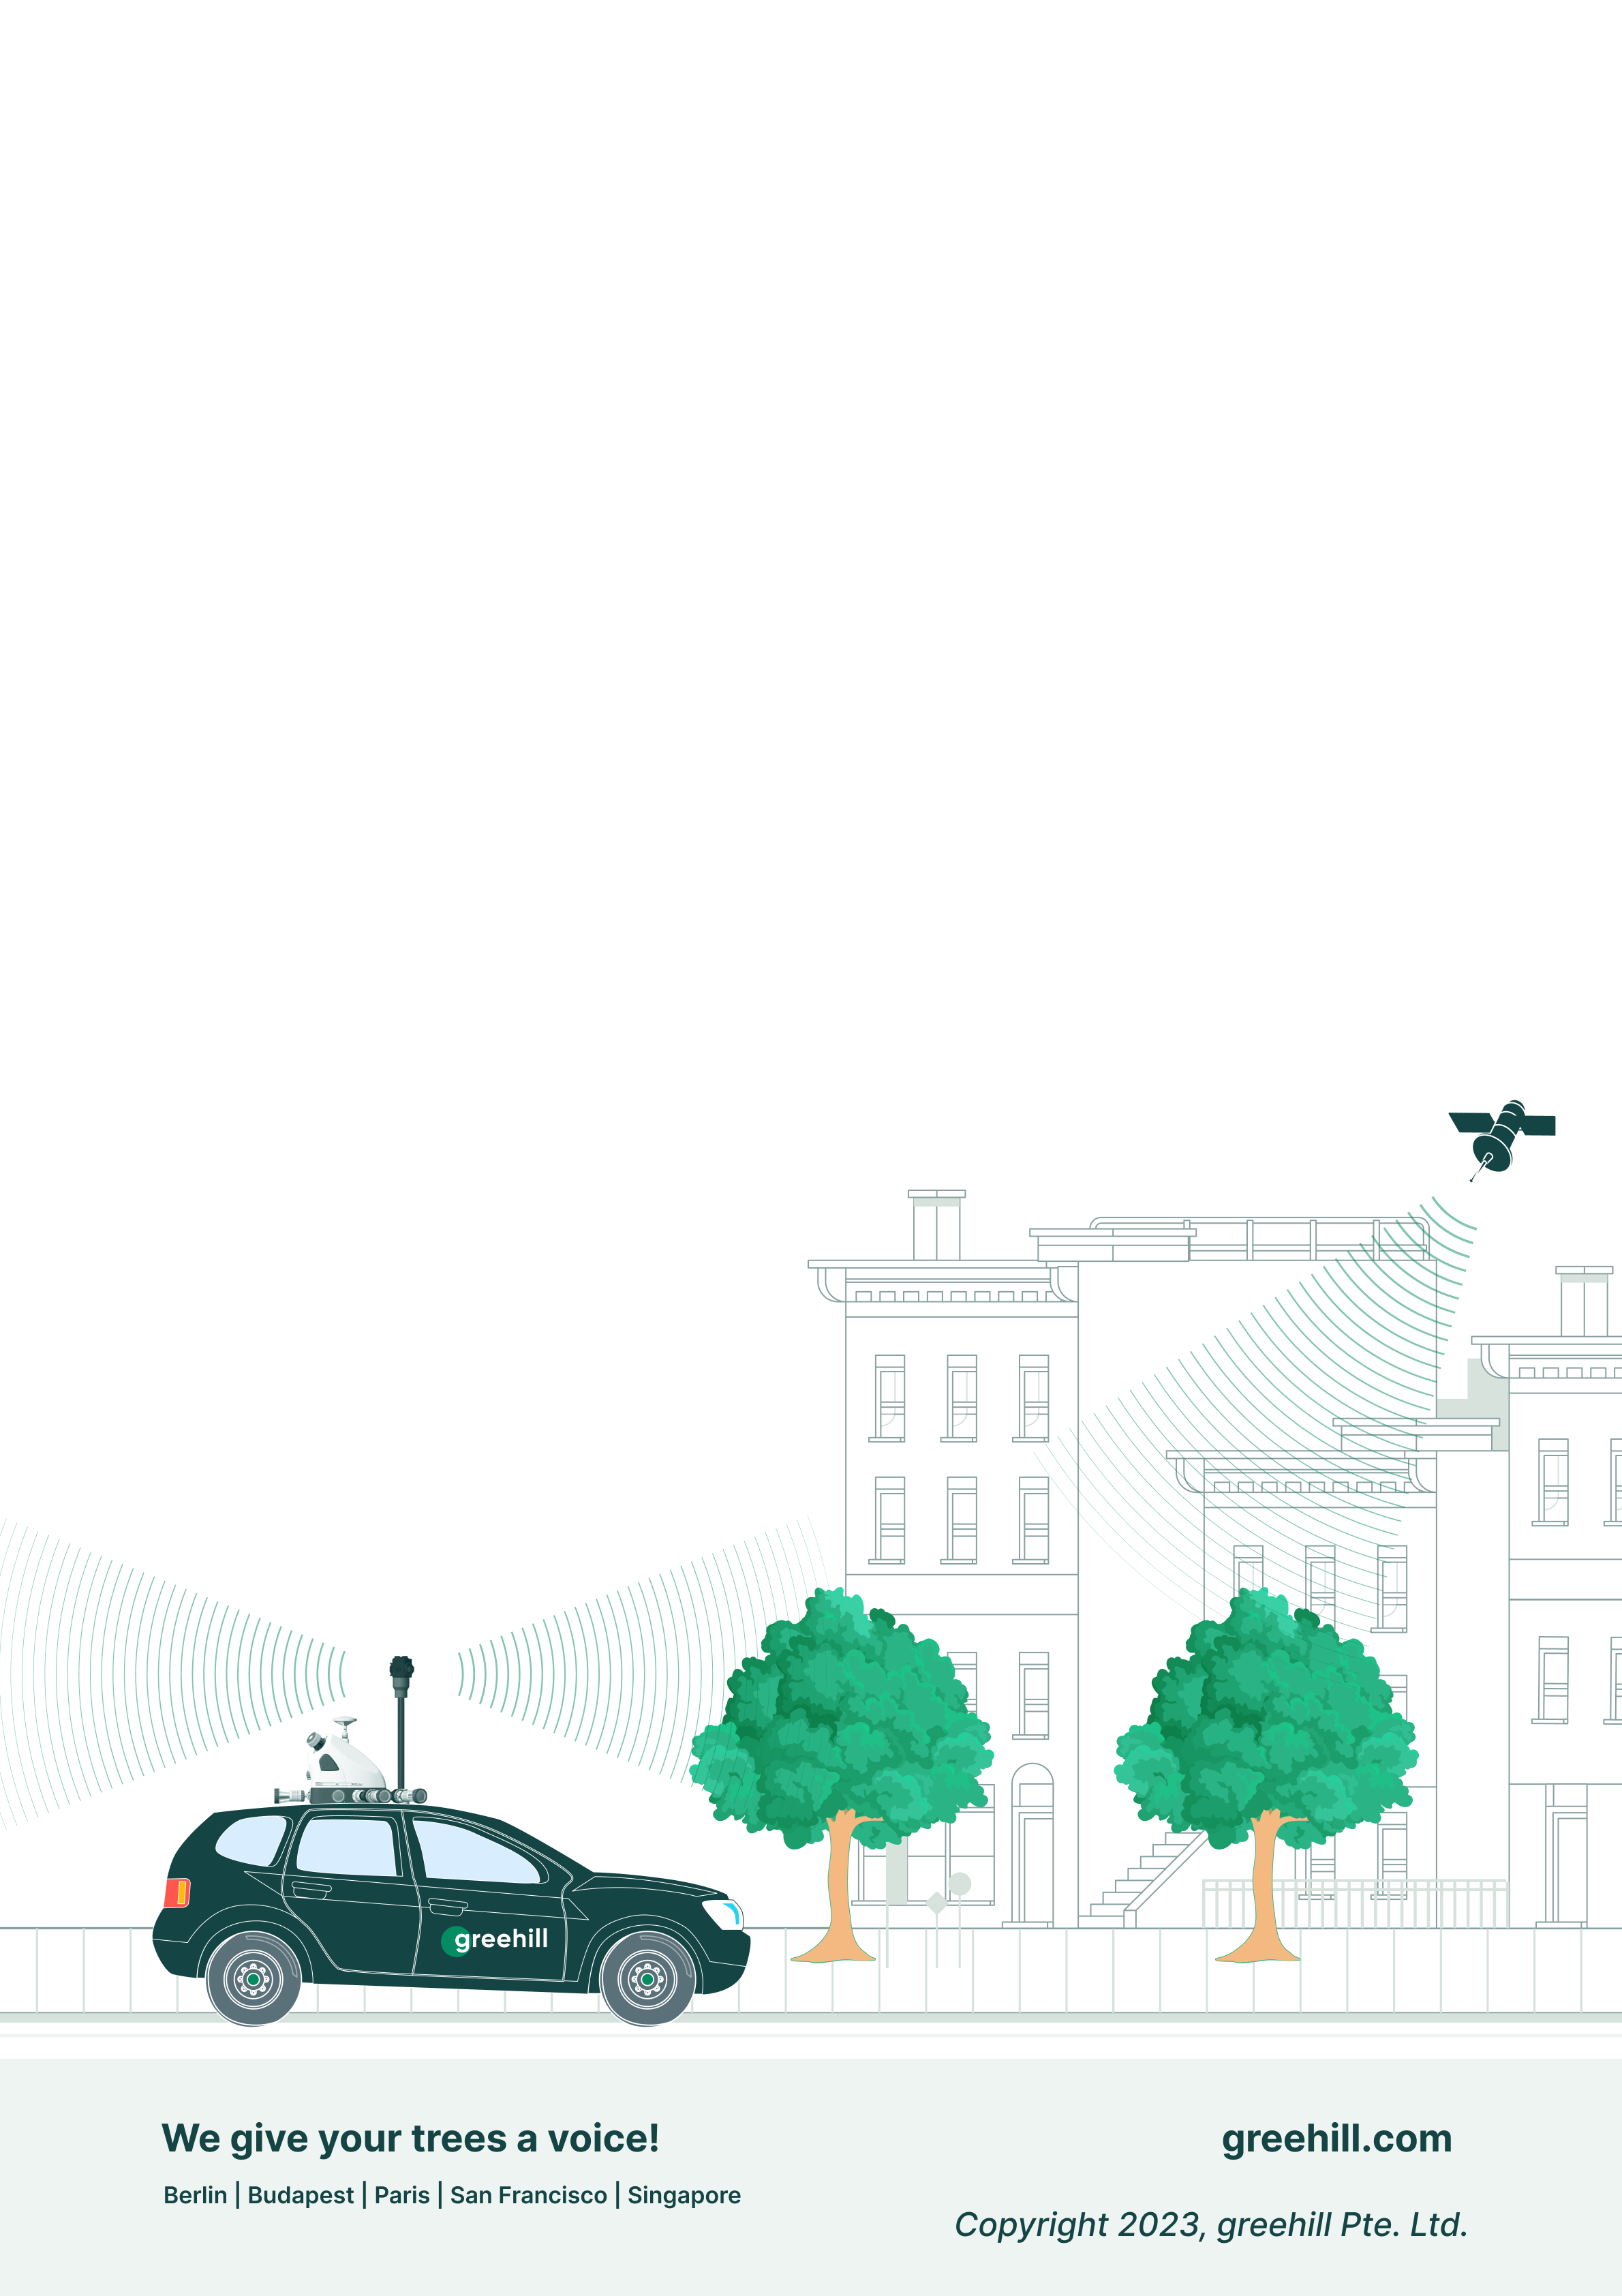 greehill
We give your trees a voice!
greehill.com
Berlin | Budapest | Paris | San Francisco | Singapore
Copyright 2023, greehill Pte. Ltd.